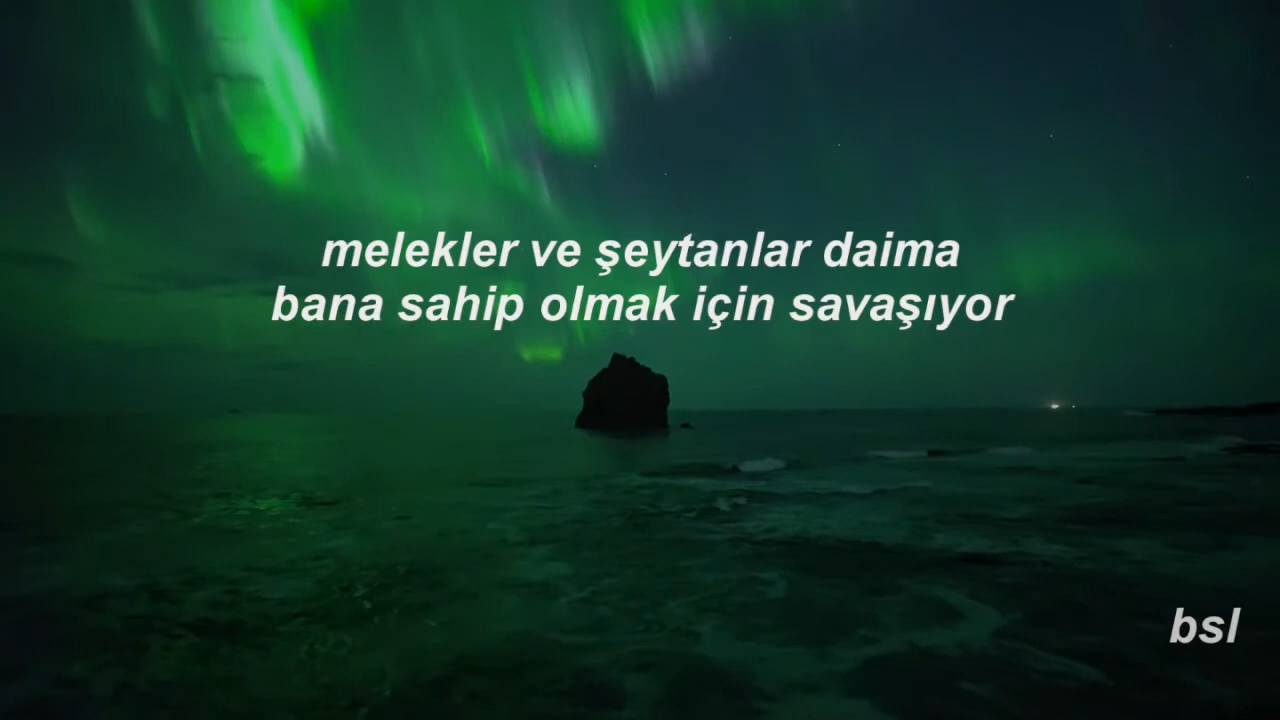 melekler ve şeytanlar daima
bana sahip olmak için savaşıyor
bsl